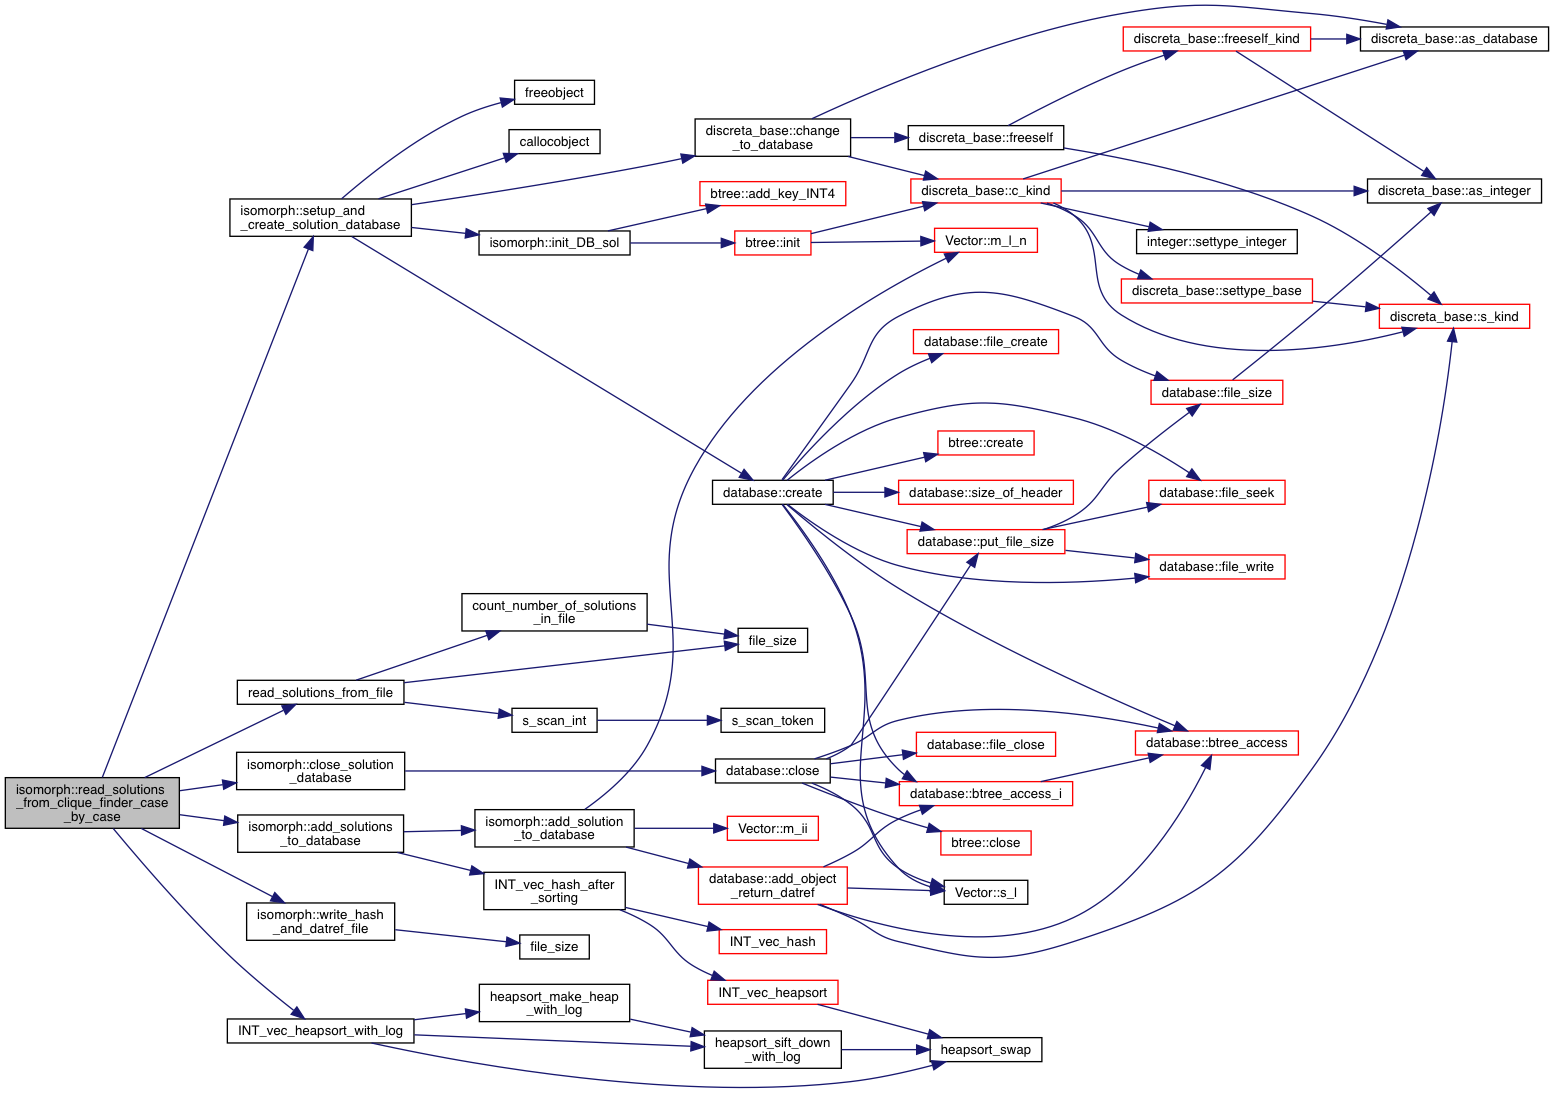 isomorph::read_solutions
_from_clique_finder_case
_by_case
isomorph::setup_and
_create_solution_database
freeobject
callocobject
discreta_base::change
_to_database
discreta_base::freeself_kind
discreta_base::as_database
discreta_base::freeself
discreta_base::c_kind
discreta_base::as_integer
btree::add_key_INT4
isomorph::init_DB_sol
btree::init
Vector::m_l_n
integer::settype_integer
discreta_base::settype_base
discreta_base::s_kind
database::file_create
database::file_size
btree::create
database::create
database::size_of_header
database::file_seek
database::put_file_size
database::file_write
count_number_of_solutions
_in_file
file_size
read_solutions_from_file
s_scan_int
s_scan_token
isomorph::close_solution
_database
database::close
database::file_close
database::btree_access
database::btree_access_i
isomorph::add_solutions
_to_database
isomorph::add_solution
_to_database
Vector::m_ii
btree::close
database::add_object
_return_datref
Vector::s_l
INT_vec_hash_after
_sorting
isomorph::write_hash
_and_datref_file
file_size
INT_vec_hash
INT_vec_heapsort
heapsort_make_heap
_with_log
INT_vec_heapsort_with_log
heapsort_sift_down
_with_log
heapsort_swap